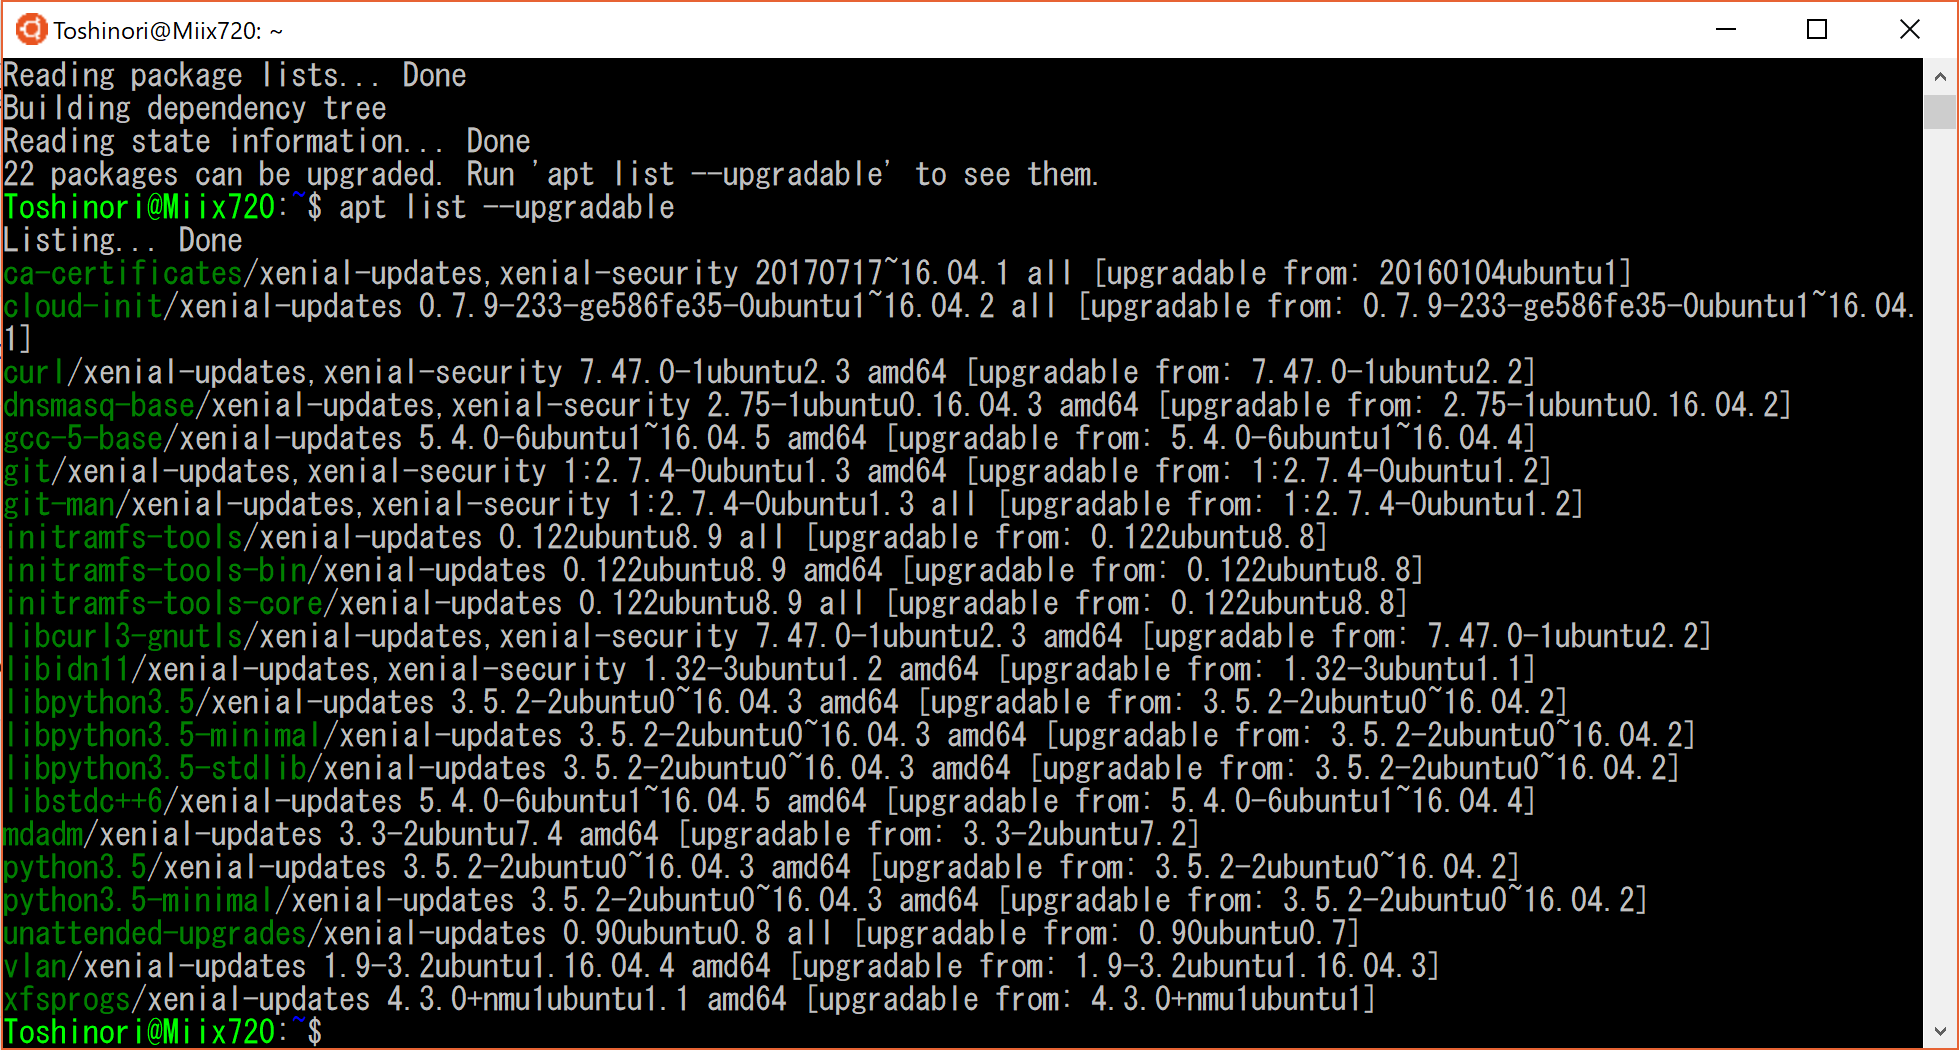 Toshinori@Miix720: ~
Reading package lists... Done
Building dependency tree
Reading state information... Done
22 packages can be upgraded. Run 'apt list --upgradable' to see them.
Toshinori@Miix720:~$ apt list --upgradable
Listing... Done
ca-certificates/xenial-updates,xenial-security 20170717~16.04.1 all [upgradable from: 20160104ubuntu1]
cloud-init/xenial-updates 0.7.9-233-ge586fe35-0ubuntu1~16.04.2 all [upgradable from: 0.7.9-233-ge586fe35-0ubuntu1~16.04.
1]
curl/xenial-updates,xenial-security 7.47.0-1ubuntu2.3 amd64 [upgradable from: 7.47.0-1ubuntu2.2]
dnsmasq-base/xenial-updates,xenial-security 2.75-1ubuntu0.16.04.3 amd64 [upgradable from: 2.75-1ubuntu0.16.04.2]
gcc-5-base/xenial-updates 5.4.0-6ubuntu1~16.04.5 amd64 [upgradable from: 5.4.0-6ubuntu1~16.04.4]
git/xenial-updates,xenial-security 1:2.7.4-0ubuntu1.3 amd64 [upgradable from: 1:2.7.4-0ubuntu1.2]
git-man/xenial-updates,xenial-security 1:2.7.4-0ubuntu1.3 all [upgradable from: 1:2.7.4-0ubuntu1.2]
initramfs-tools/xenial-updates 0.122ubuntu8.9 all [upgradable from: 0.122ubuntu8.8]
initramfs-tools-bin/xenial-updates 0.122ubuntu8.9 amd64 [upgradable from: 0.122ubuntu8.8]
initramfs-tools-core/xenial-updates 0.122ubuntu8.9 all [upgradable from: 0.122ubuntu8.8]
libcurl3-gnutls/xenial-updates,xenial-security 7.47.0-1ubuntu2.3 amd64 [upgradable from: 7.47.0-1ubuntu2.2]
libidn11/xenial-updates,xenial-security 1.32-3ubuntu1.2 amd64 [upgradable from: 1.32-3ubuntu1.1]
libpython3.5/xenial-updates 3.5.2-2ubuntu0~16.04.3 amd64 [upgradable from: 3.5.2-2ubuntu0~16.04.2]
libpython3.5-minimal/xenial-updates 3.5.2-2ubuntu0~16.04.3 amd64 [upgradable from: 3.5.2-2ubuntu0~16.04.2]
libpython3.5-stdlib/xenial-updates 3.5.2-2ubuntu0~16.04.3 amd64 [upgradable from: 3.5.2-2ubuntu0~16.04.2]
libstdc++6/xenial-updates 5.4.0-6ubuntu1~16.04.5 amd64 [upgradable from: 5.4.0-6ubuntu1~16.04.4]
mdadm/xenial-updates 3.3-2ubuntu7.4 amd64 [upgradable from: 3.3-2ubuntu7.2]
python3.5/xenial-updates 3.5.2-2ubuntu0~16.04.3 amd64 [upgradable from: 3.5.2-2ubuntu0~16.04.2]
python3.5-minimal/xenial-updates 3.5.2-2ubuntu0~16.04.3 amd64 [upgradable from: 3.5.2-2ubuntu0~16.04.2]
unattended-upgrades/xenial-updates 0.90ubuntu0.8 all [upgradable from: 0.90ubuntu0.7]
vlan/xenial-updates 1.9-3.2ubuntu1.16.04.4 amd64 [upgradable from: 1.9-3.2ubuntu1.16.04.3]
xfsprogs/xenial-updates 4.3.0+nmu1ubuntu1.1 amd64 [upgradable from: 4.3.0+nmu1ubuntu1]
Toshinori@Miix720:~$